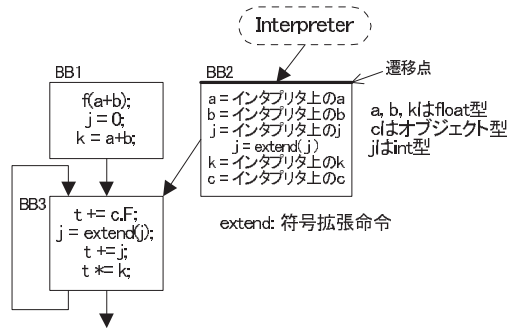 Interpreter
BB1
f(a+b);
j = 0;
k = a+b;
BB2
遷移点
a = インタプリタ上のa
b = インタプリタ上のb
j = インタプリタ上のj
j = extend( j )
k = インタプリタ上のk
c = インタプリタ上のc
a, b, kはfloat型
cはオブジェクト型
jはint型
BB3
t += c.F;
j = extend(j);
t += j;
t *= k;
extend: 符号拡張命令